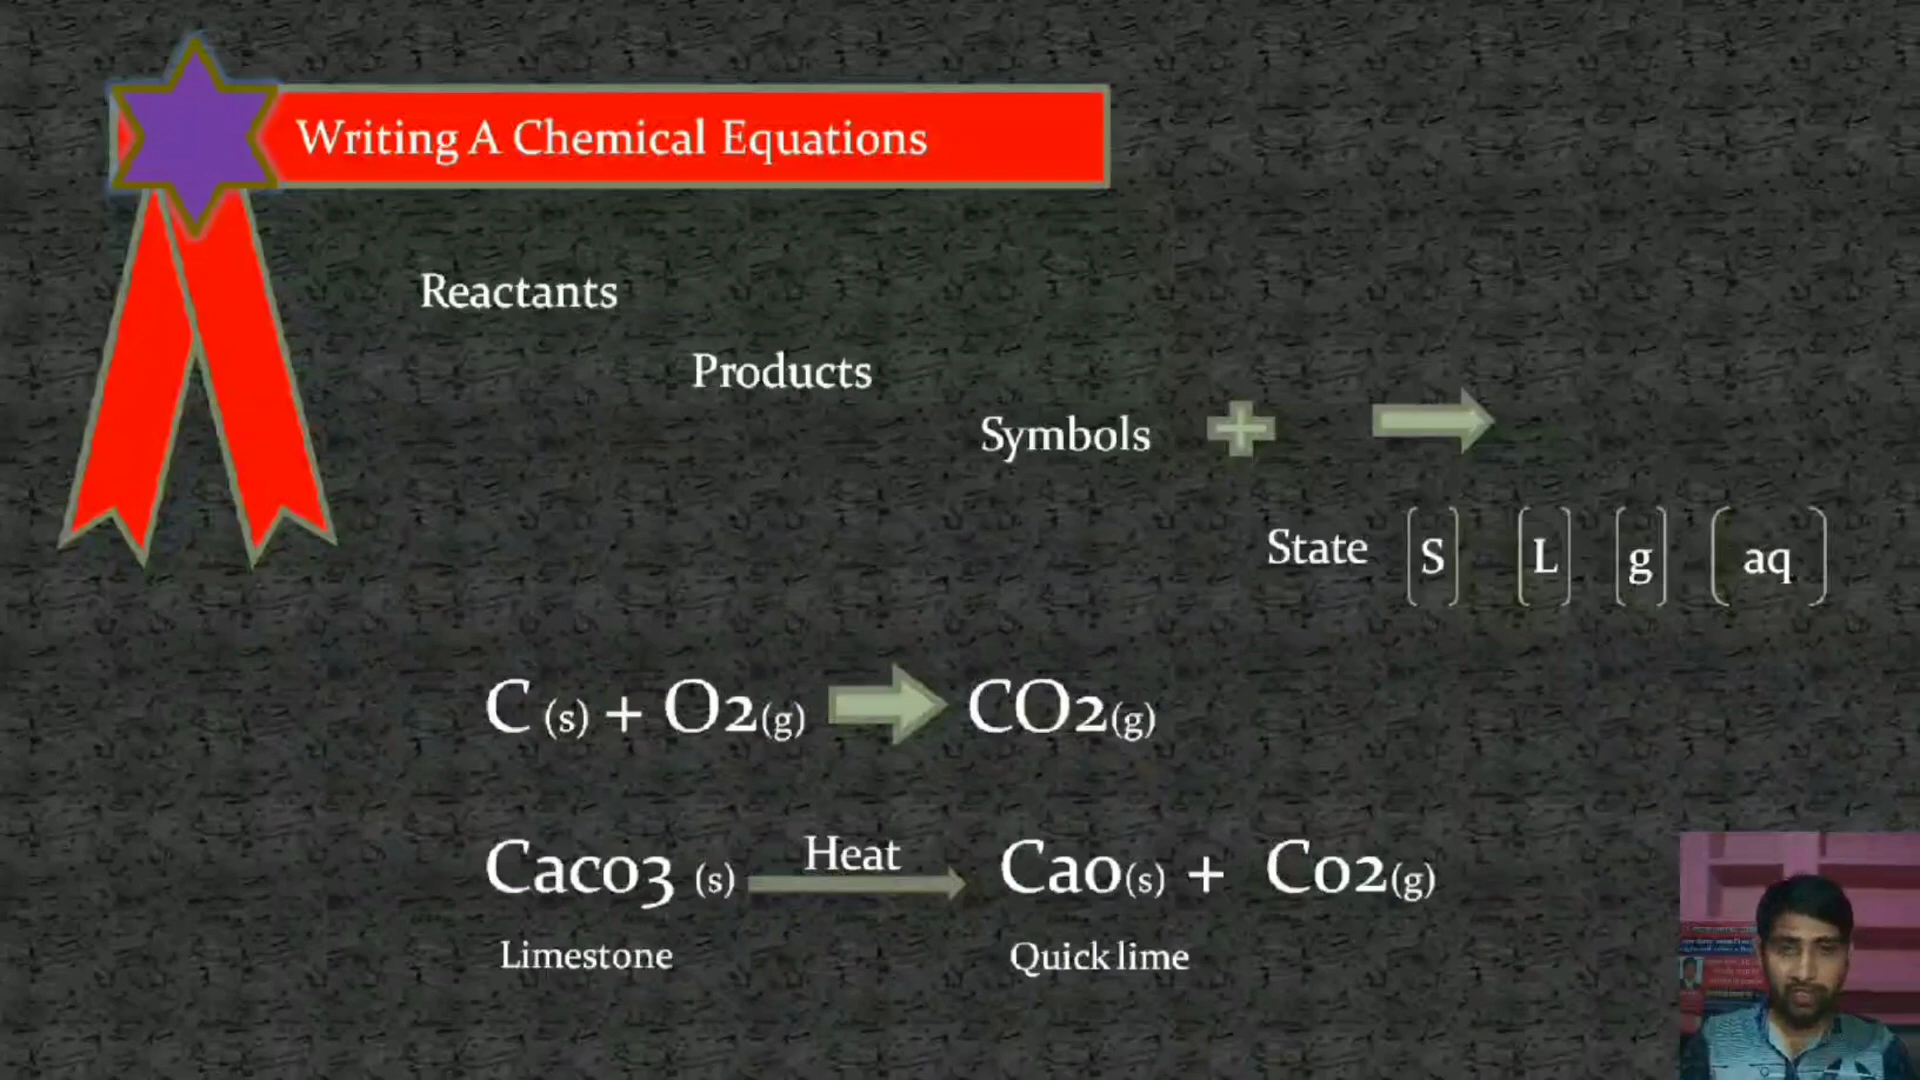 Writing A Chemical Equations
Reactants
Products
Symbols + →
State (S) (L) (g) (aq)
C (s) + O2(g) → CO2(g)
Heat
Caco3 (s) → Cao(s) + Co2(g)
Limestone Quick lime